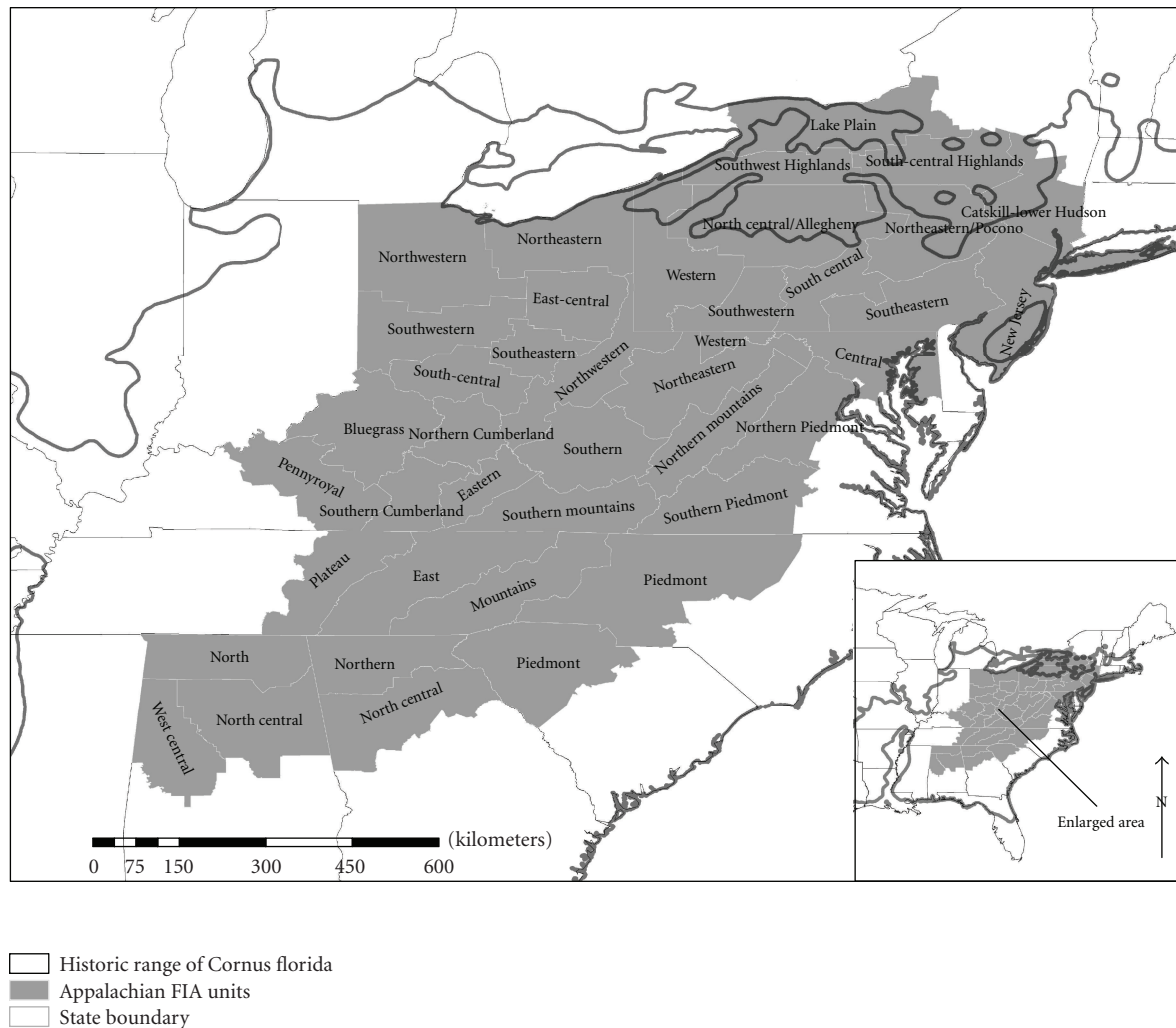 Lake Plain
Southwest Highlands
South-central Highlands
North central/Allegheny
Catskill-lower Hudson
Northeastern/Pocono
Northeastern
Northwestern
Western
South central
East-central
Southwestern
Southeastern
New Jersey
Southwestern
Southeastern
Northwestern
Western
Central
South-central
Northeastern
Northern mountains
Bluegrass
Northern Cumberland
Southern
Northern Piedmont
Pennyroyal
Eastern
Southern Cumberland
Southern mountains
Southern Piedmont
Plateau
East
Mountains
Piedmont
North
Northern
Piedmont
West central
North central
North central
(kilometers)
0 75 150 300 450 600
Enlarged area
N
Historic range of Cornus florida
Appalachian FIA units
State boundary